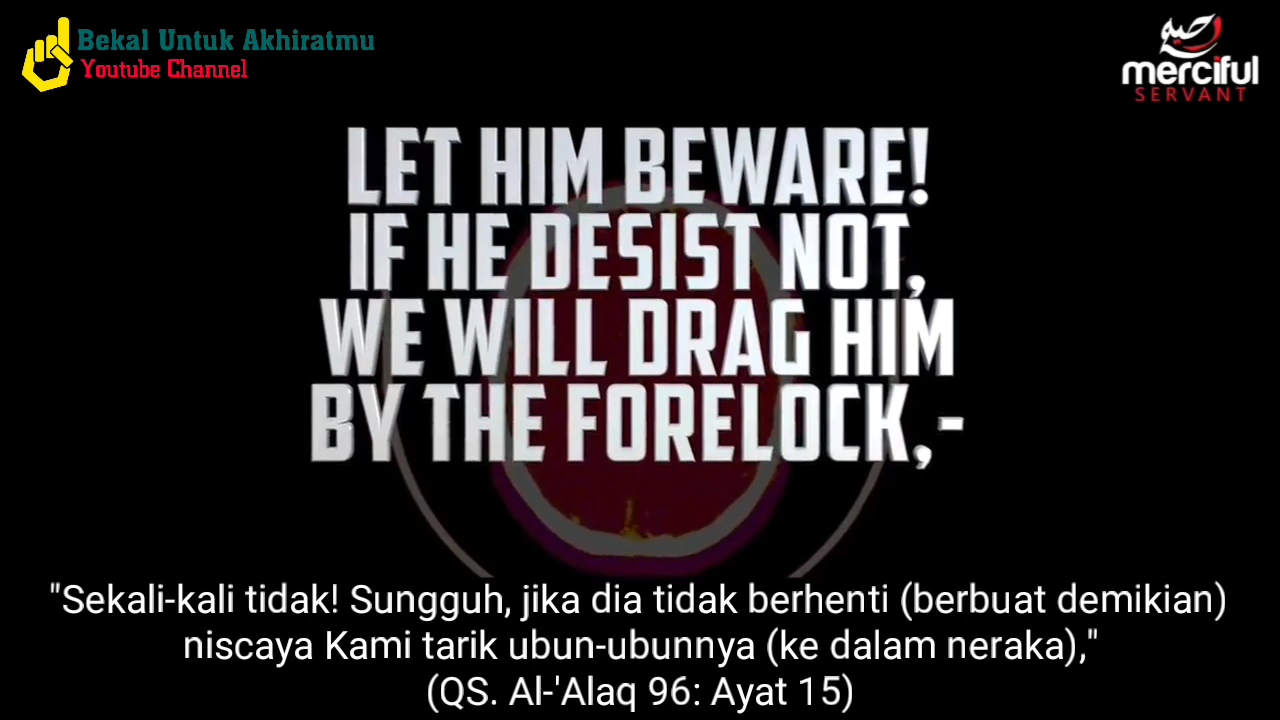 Bekal Untuk Akhiratmu
Youtube Channel
merciful
SERVANT
LET HIM BEWARE!
IF HE DESIST NOT,
WE WILL DRAG HIM
BY THE FORELOCK,-
"Sekali-kali tidak! Sungguh, jika dia tidak berhenti (berbuat demikian)
niscaya Kami tarik ubun-ubunnya (ke dalam neraka),"
(QS. Al-'Alaq 96: Ayat 15)